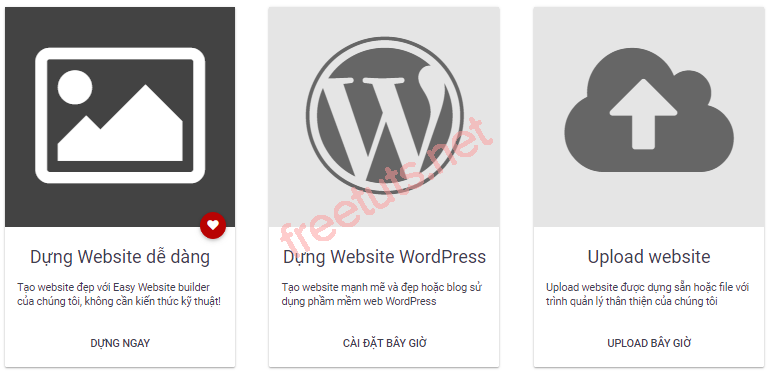 Dựng Website dễ dàng
Tạo website đẹp với Easy Website builder
của chúng tôi, không cần kiến thức kỹ thuật!
DỰNG NGAY
Dựng Website WordPress
Tạo website mạnh mẽ và đẹp hoặc blog sử
dụng phầm mềm web WordPress
CÀI ĐẶT BÂY GIỜ
Upload website
Upload website được dựng sẵn hoặc file với
trình quản lý thân thiện của chúng tôi
UPLOAD BÂY GIỜ
freetuts.net